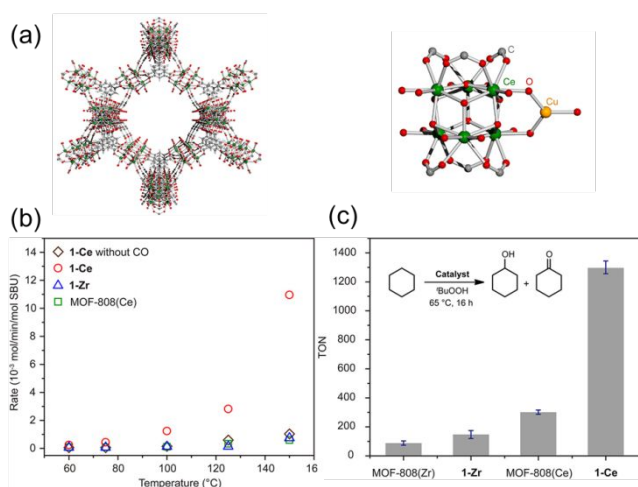 (a)
C
Ce
O
Cu
(b)
(c)
Rate (10⁻³ mol/min/mol SBU)
14
12
10
8
6
4
2
0
1-Ce without CO
1-Ce
1-Zr
MOF-808(Ce)
60 80 100 120 140 16
Temperature (°C)
TON
1400
1200
1000
800
600
400
200
0
OH
O
Catalyst
+
ᵗBuOOH
65 °C, 16 h
MOF-808(Zr) 1-Zr MOF-808(Ce) 1-Ce